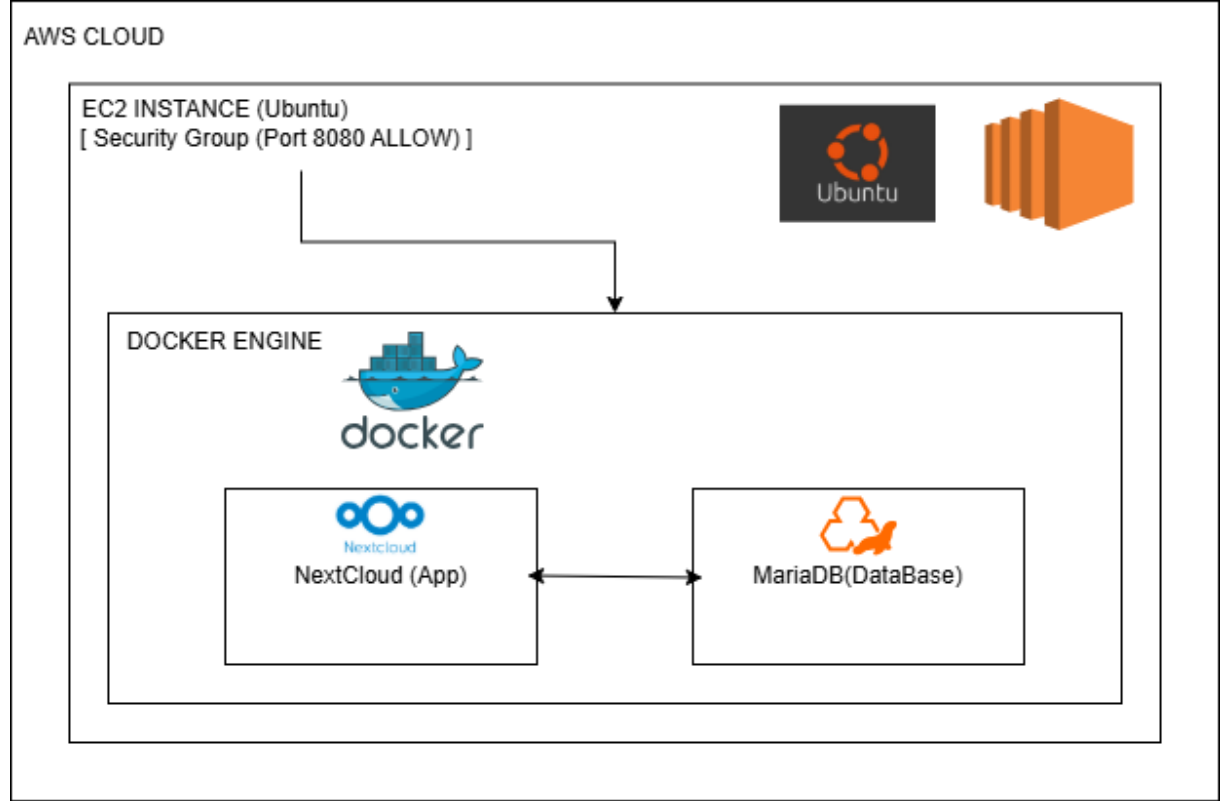 AWS CLOUD
EC2 INSTANCE (Ubuntu)
[ Security Group (Port 8080 ALLOW) ]
Ubuntu
DOCKER ENGINE
docker
Nextcloud
NextCloud (App)
MariaDB(DataBase)